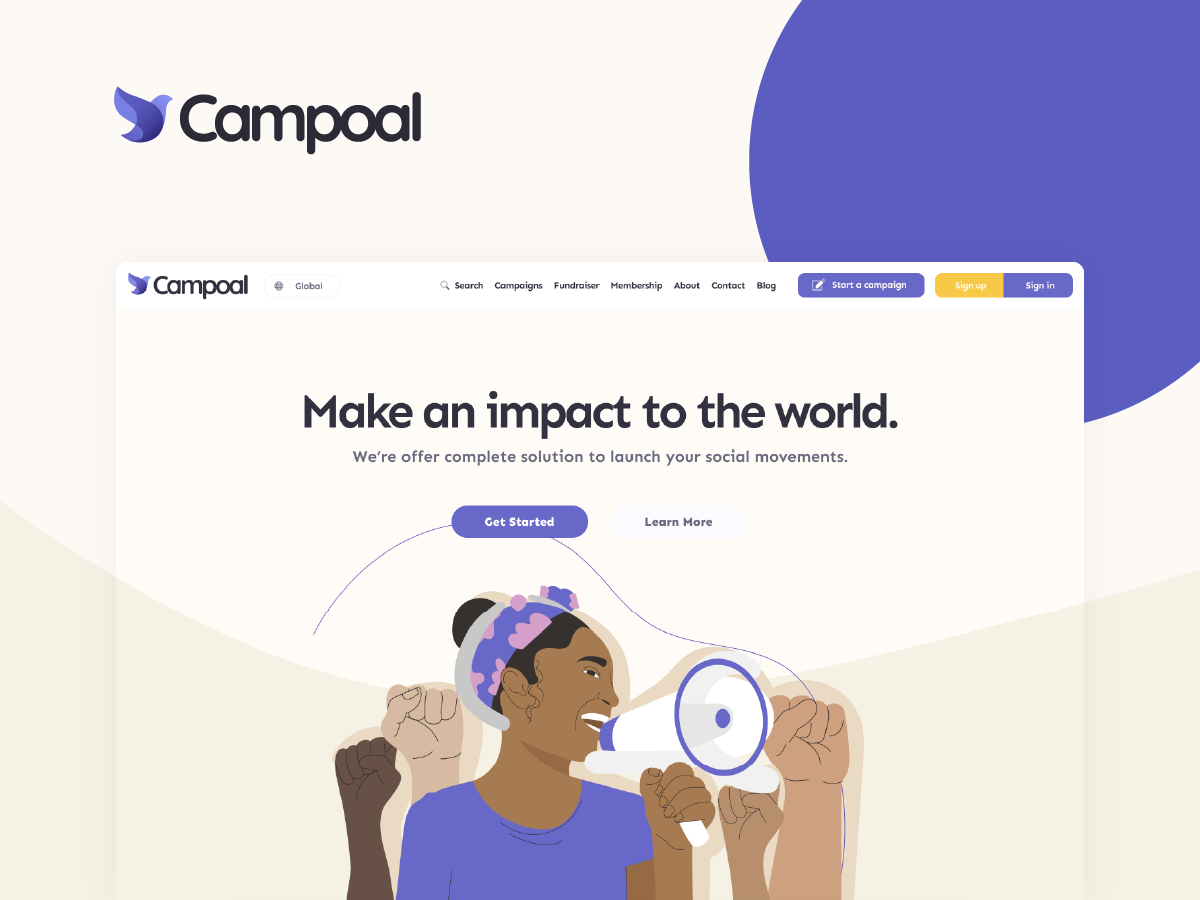 Campoal
Campoal Global Search Campaigns Fundraiser Membership About Contact Blog Start a campaign Sign up Sign in
Make an impact to the world.
We're offer complete solution to launch your social movements.
Get Started Learn More